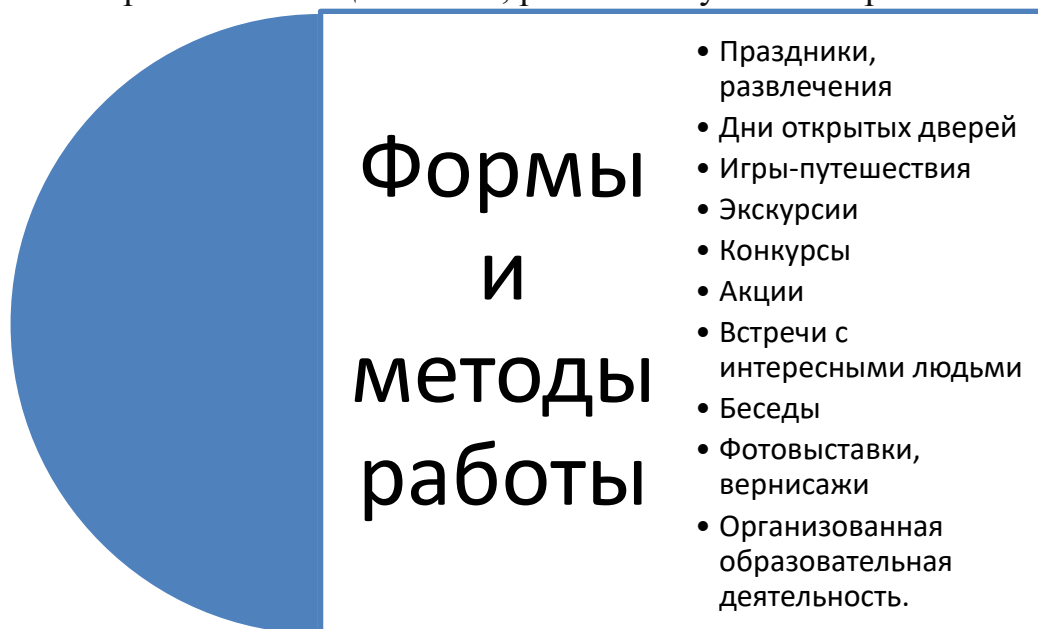 Формы
и
методы
работы
• Праздники,
развлечения
• Дни открытых дверей
• Игры-путешествия
• Экскурсии
• Конкурсы
• Акции
• Встречи с
интересными людьми
• Беседы
• Фотовыставки,
вернисажи
• Организованная
образовательная
деятельность.